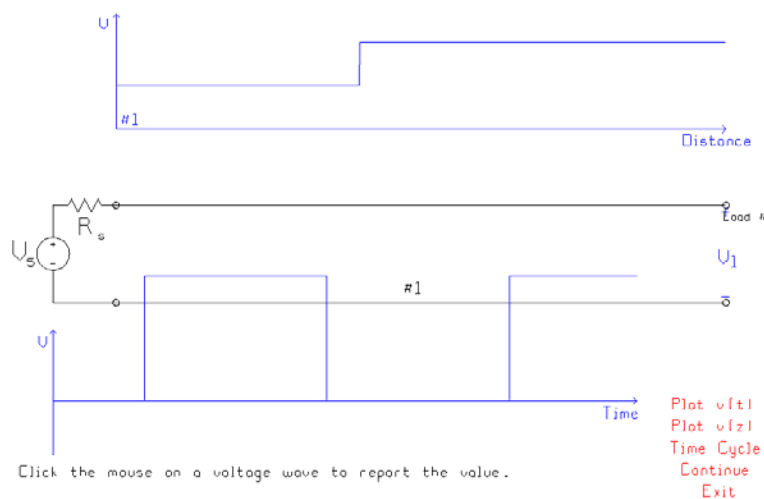 V
#1
Distance
R s
Load
V s
V1
#1
V
Time
Plot v(t)
Plot v(z)
Time Cycle
Continue
Exit
Click the mouse on a voltage wave to report the value.